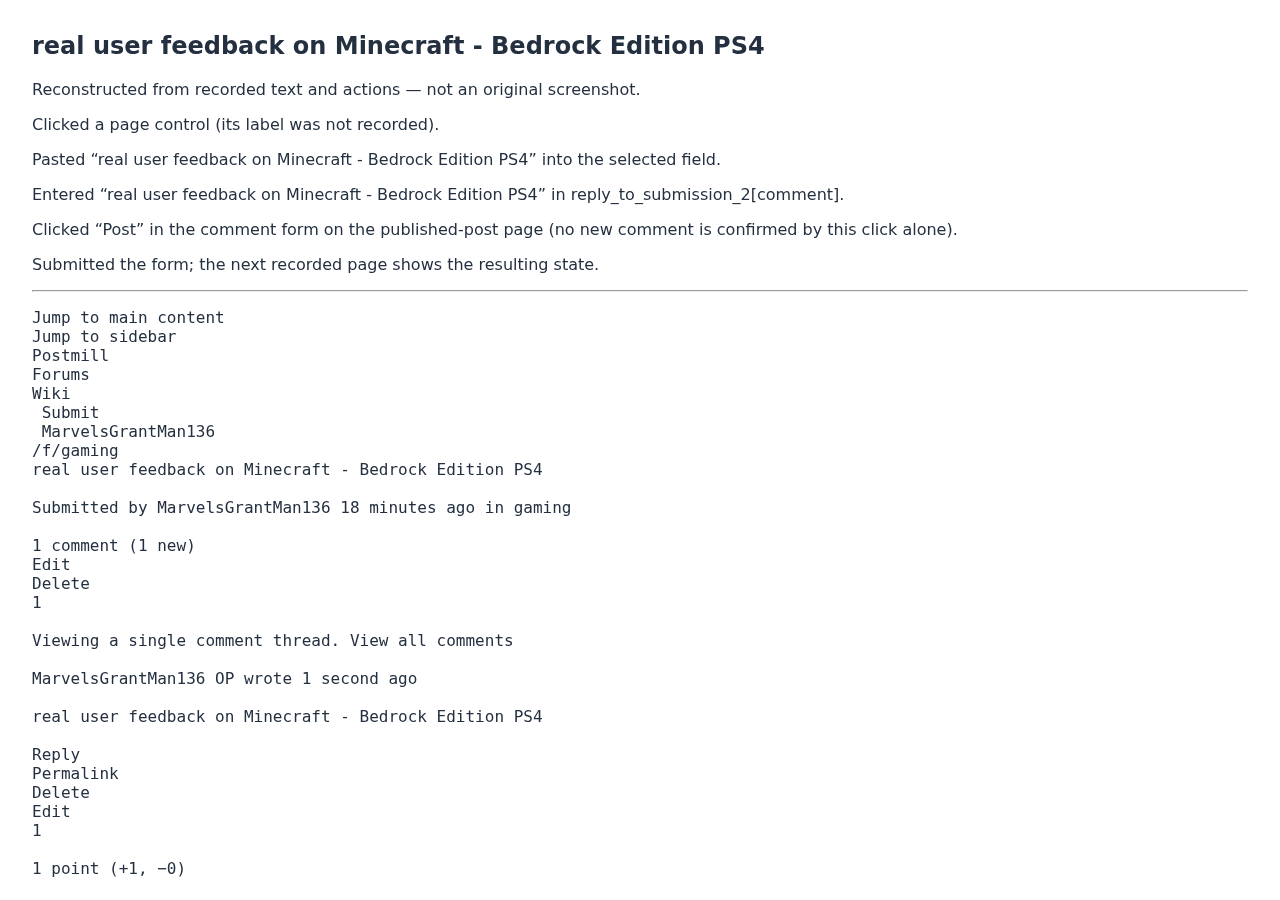 real user feedback on Minecraft - Bedrock Edition PS4
Reconstructed from recorded text and actions — not an original screenshot.
Clicked a page control (its label was not recorded).
Pasted “real user feedback on Minecraft - Bedrock Edition PS4” into the selected field.
Entered “real user feedback on Minecraft - Bedrock Edition PS4” in reply_to_submission_2[comment].
Clicked “Post” in the comment form on the published-post page (no new comment is confirmed by this click alone).
Submitted the form; the next recorded page shows the resulting state.
Jump to main content
Jump to sidebar
Postmill
Forums
Wiki
Submit
MarvelsGrantMan136
/f/gaming
real user feedback on Minecraft - Bedrock Edition PS4
Submitted by MarvelsGrantMan136 18 minutes ago in gaming
1 comment (1 new)
Edit
Delete
1
Viewing a single comment thread. View all comments
MarvelsGrantMan136 OP wrote 1 second ago
real user feedback on Minecraft - Bedrock Edition PS4
Reply
Permalink
Delete
Edit
1
1 point (+1, −0)